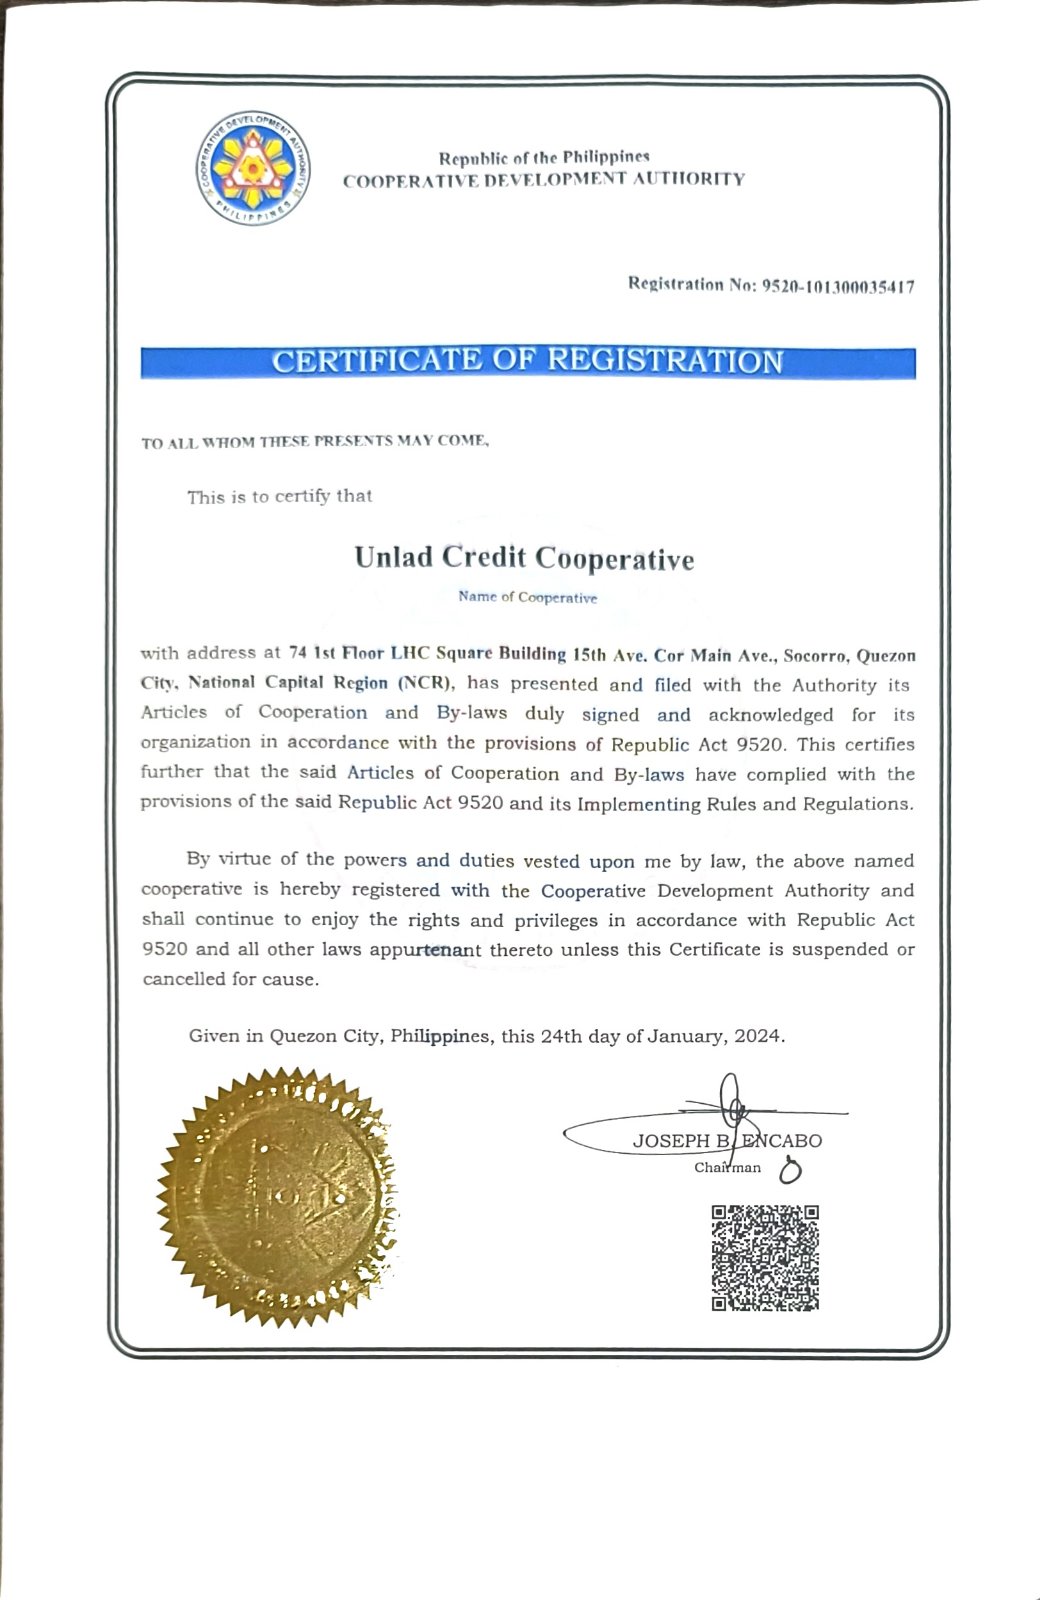 COOPERATIVE DEVELOPMENT AUTHORITY
PHILIPPINES
Republic of the Philippines
COOPERATIVE DEVELOPMENT AUTHORITY
Registration No: 9520-101300035417
CERTIFICATE OF REGISTRATION
TO ALL WHOM THESE PRESENTS MAY COME,
This is to certify that
Unlad Credit Cooperative
Name of Cooperative
with address at 74 1st Floor LHC Square Building 15th Ave. Cor Main Ave., Socorro, Quezon
City, National Capital Region (NCR), has presented and filed with the Authority its
Articles of Cooperation and By-laws duly signed and acknowledged for its
organization in accordance with the provisions of Republic Act 9520. This certifies
further that the said Articles of Cooperation and By-laws have complied with the
provisions of the said Republic Act 9520 and its Implementing Rules and Regulations.
By virtue of the powers and duties vested upon me by law, the above named
cooperative is hereby registered with the Cooperative Development Authority and
shall continue to enjoy the rights and privileges in accordance with Republic Act
9520 and all other laws appurtenant thereto unless this Certificate is suspended or
cancelled for cause.
Given in Quezon City, Philippines, this 24th day of January, 2024.
JOSEPH B. ENCABO
Chairman